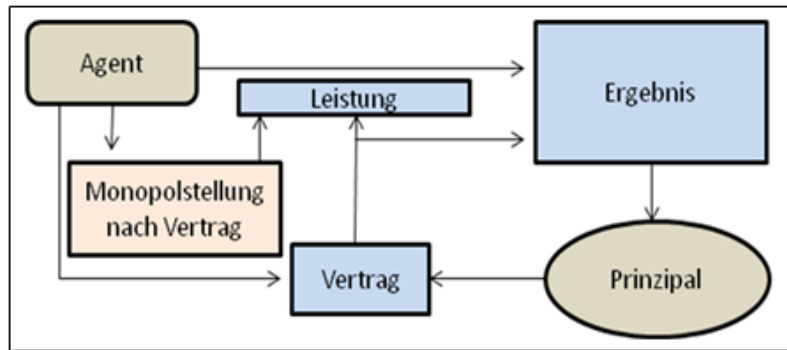 Agent
Leistung
Ergebnis
Monopolstellung
nach Vertrag
Vertrag
Prinzipal